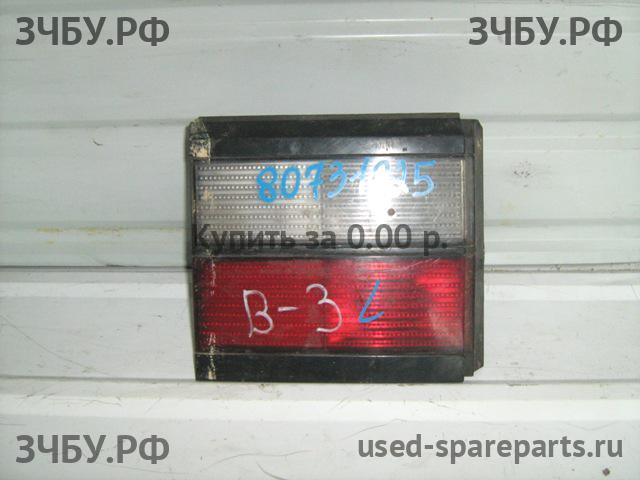 ЗЧБУ.РФ ЗЧБУ.РФ
Купить за 0.00 р.
В-3 L
ЗЧБУ.РФ used-spareparts.ru